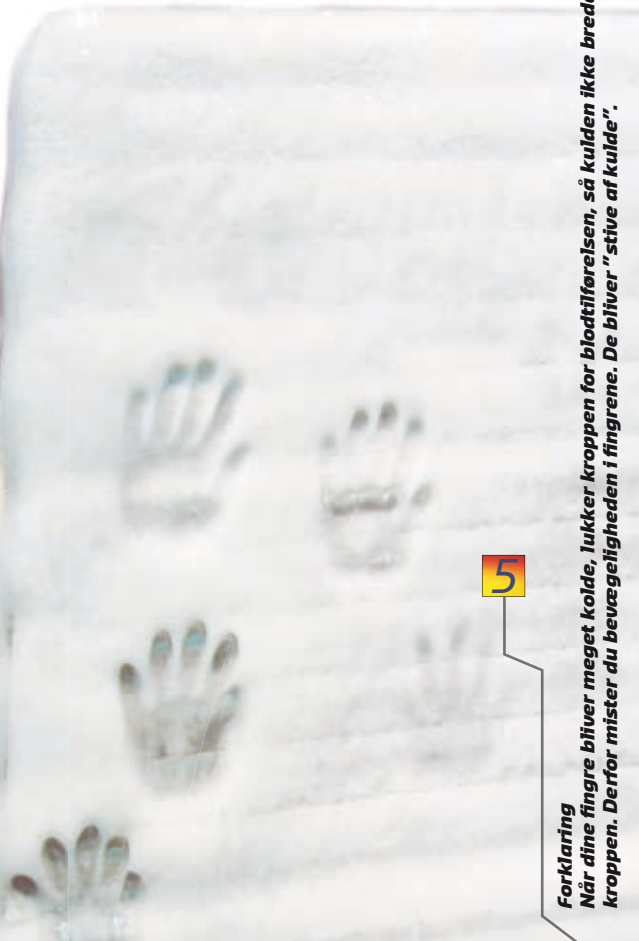 5
Forklaring
Når dine fingre bliver meget kolde, lukker kroppen for blodtilførelsen, så kulden ikke brede
kroppen. Derfor mister du bevægeligheden i fingrene. De bliver "stive af kulde".